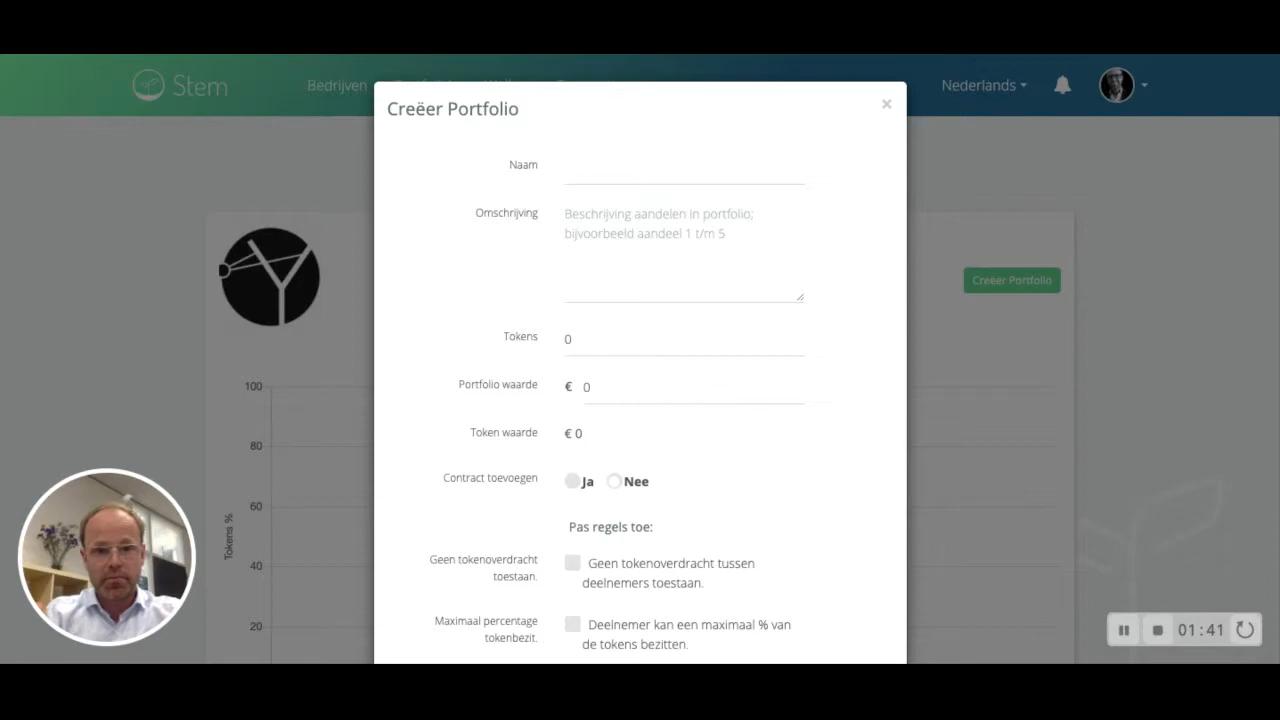 Stem
Bedrijven
Nederlands
Creëer Portfolio
×
Naam
Omschrijving
Beschrijving aandelen in portfolio;
bijvoorbeeld aandeel 1 t/m 5
Creëer Portfolio
Tokens
0
Portfolio waarde
€ 0
Token waarde
€ 0
Contract toevoegen
Ja Nee
Pas regels toe:
Geen tokenoverdracht
toestaan.
Geen tokenoverdracht tussen
deelnemers toestaan.
Maximaal percentage
tokenbezit.
Deelnemer kan een maximaal % van
de tokens bezitten.
100
80
60
40
20
Tokens %
Y
01:41